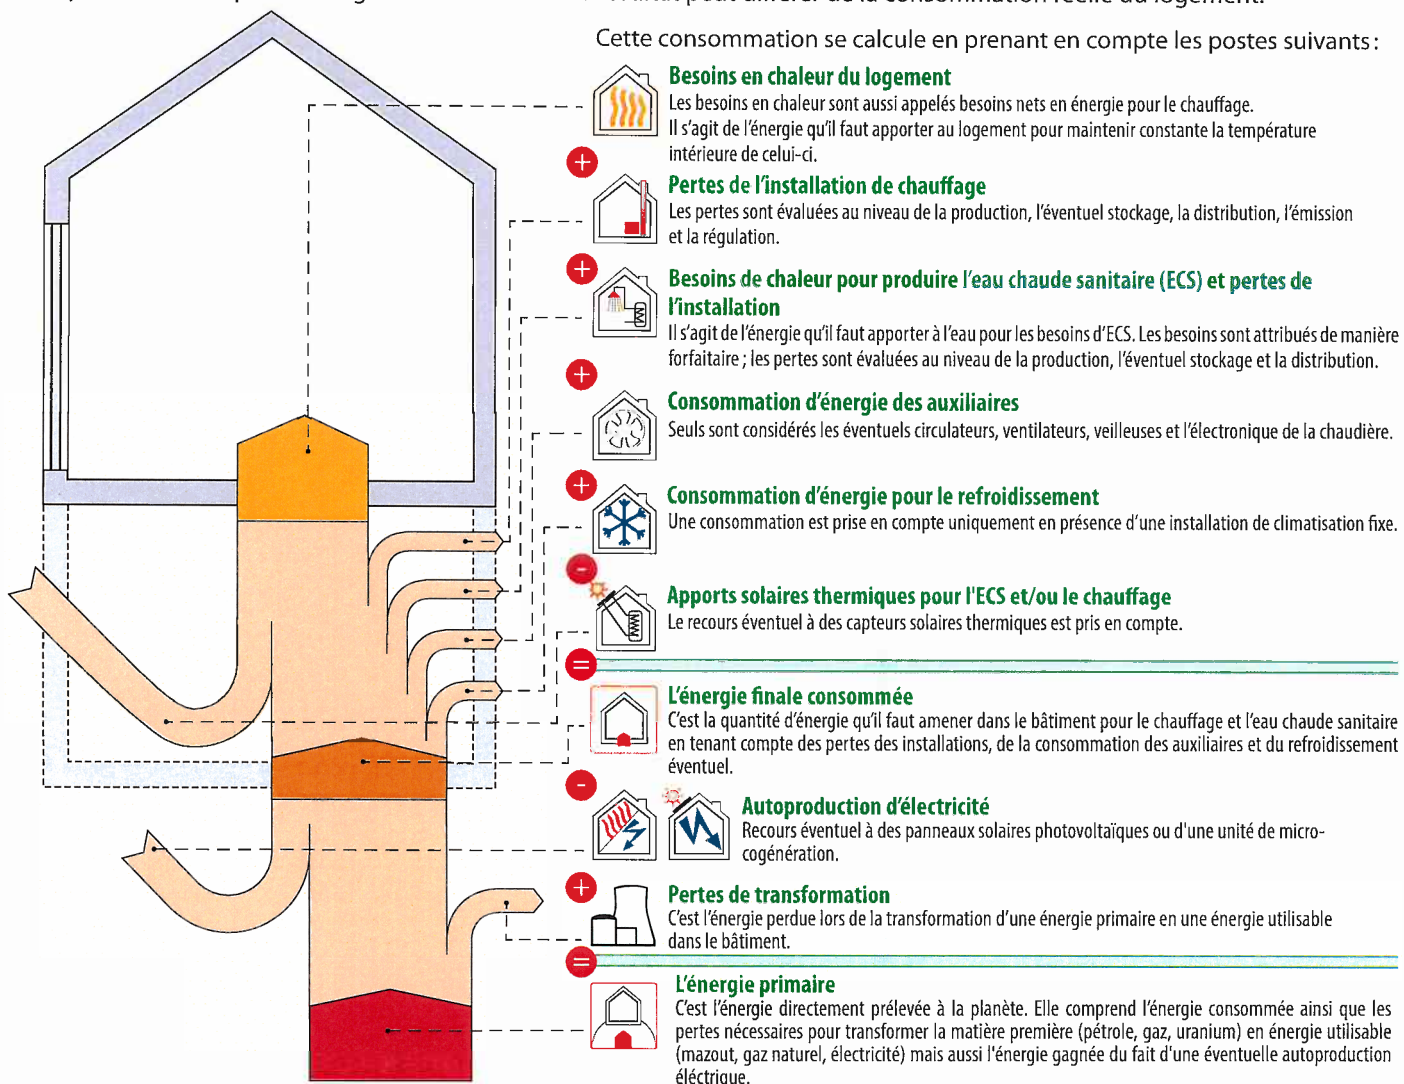 peut différer de la consommation réelle du logement.
Cette consommation se calcule en prenant en compte les postes suivants :
Besoins en chaleur du logement
Les besoins en chaleur sont aussi appelés besoins nets en énergie pour le chauffage.
Il s'agit de l'énergie qu'il faut apporter au logement pour maintenir constante la température
intérieure de celui-ci.
+
Pertes de l'installation de chauffage
Les pertes sont évaluées au niveau de la production, l'éventuel stockage, la distribution, l'émission
et la régulation.
+
Besoins de chaleur pour produire l'eau chaude sanitaire (ECS) et pertes de
l'installation
Il s'agit de l'énergie qu'il faut apporter à l'eau pour les besoins d'ECS. Les besoins sont attribués de manière
forfaitaire ; les pertes sont évaluées au niveau de la production, l'éventuel stockage et la distribution.
+
Consommation d'énergie des auxiliaires
Seuls sont considérés les éventuels circulateurs, ventilateurs, veilleuses et l'électronique de la chaudière.
+
Consommation d'énergie pour le refroidissement
Une consommation est prise en compte uniquement en présence d'une installation de climatisation fixe.
-
Apports solaires thermiques pour l'ECS et/ou le chauffage
Le recours éventuel à des capteurs solaires thermiques est pris en compte.
=
L'énergie finale consommée
C'est la quantité d'énergie qu'il faut amener dans le bâtiment pour le chauffage et l'eau chaude sanitaire
en tenant compte des pertes des installations, de la consommation des auxiliaires et du refroidissement
éventuel.
-
Autoproduction d'électricité
Recours éventuel à des panneaux solaires photovoltaïques ou d'une unité de micro-
cogénération.
+
Pertes de transformation
C'est l'énergie perdue lors de la transformation d'une énergie primaire en une énergie utilisable
dans le bâtiment.
=
L'énergie primaire
C'est l'énergie directement prélevée à la planète. Elle comprend l'énergie consommée ainsi que les
pertes nécessaires pour transformer la matière première (pétrole, gaz, uranium) en énergie utilisable
(mazout, gaz naturel, électricité) mais aussi l'énergie gagnée du fait d'une éventuelle autoproduction
éléctrique.